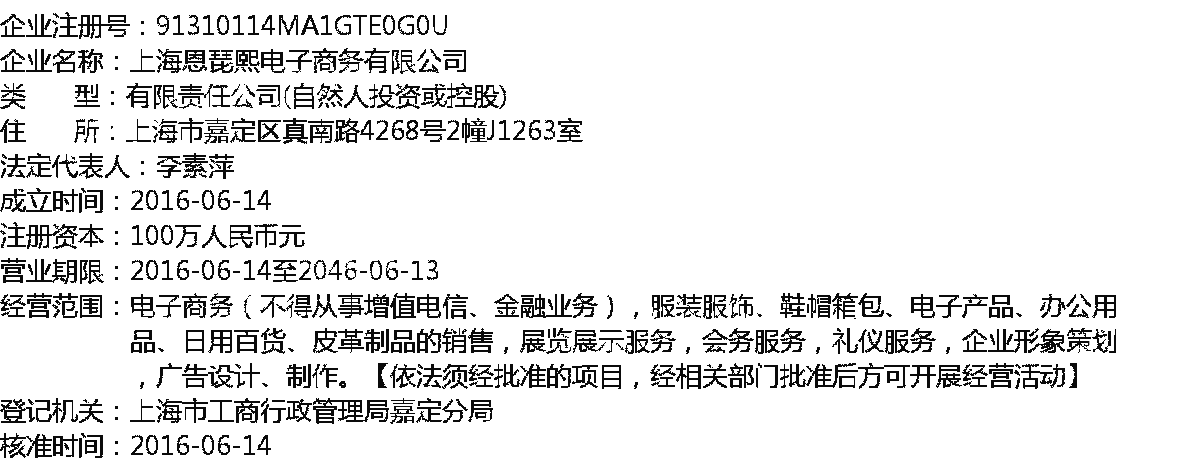 企业注册号：91310114MA1GTE0G0U
企业名称：上海恩琵熙电子商务有限公司
类 型：有限责任公司(自然人投资或控股)
住 所：上海市嘉定区真南路4268号2幢J1263室
法定代表人：李素萍
成立时间：2016-06-14
注册资本：100万人民币元
营业期限：2016-06-14至2046-06-13
经营范围：电子商务（不得从事增值电信、金融业务），服装服饰、鞋帽箱包、电子产品、办公用
品、日用百货、皮革制品的销售，展览展示服务，会务服务，礼仪服务，企业形象策划
，广告设计、制作。【依法须经批准的项目，经相关部门批准后方可开展经营活动】
登记机关：上海市工商行政管理局嘉定分局
核准时间：2016-06-14